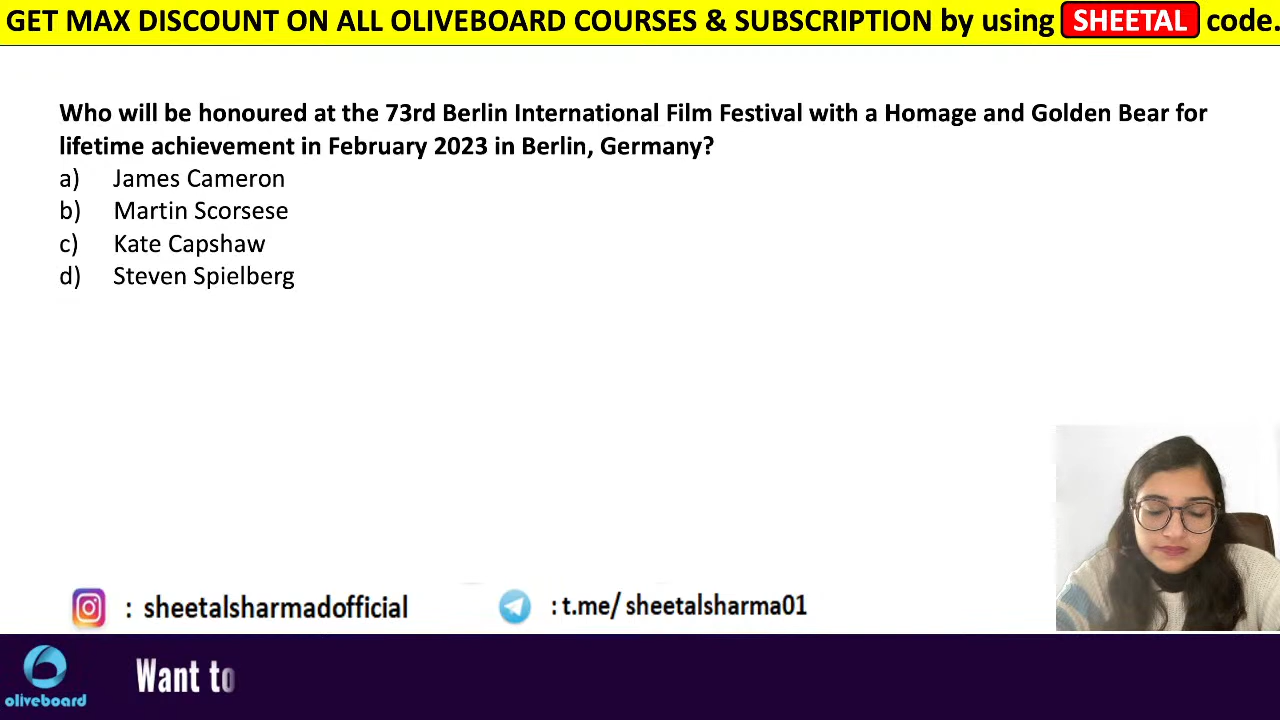 GET MAX DISCOUNT ON ALL OLIVEBOARD COURSES & SUBSCRIPTION by using SHEETAL code.
Who will be honoured at the 73rd Berlin International Film Festival with a Homage and Golden Bear for
lifetime achievement in February 2023 in Berlin, Germany?
a) James Cameron
b) Martin Scorsese
c) Kate Capshaw
d) Steven Spielberg
: sheetalsharmadofficial
: t.me/ sheetalsharma01
oliveboard
Want to